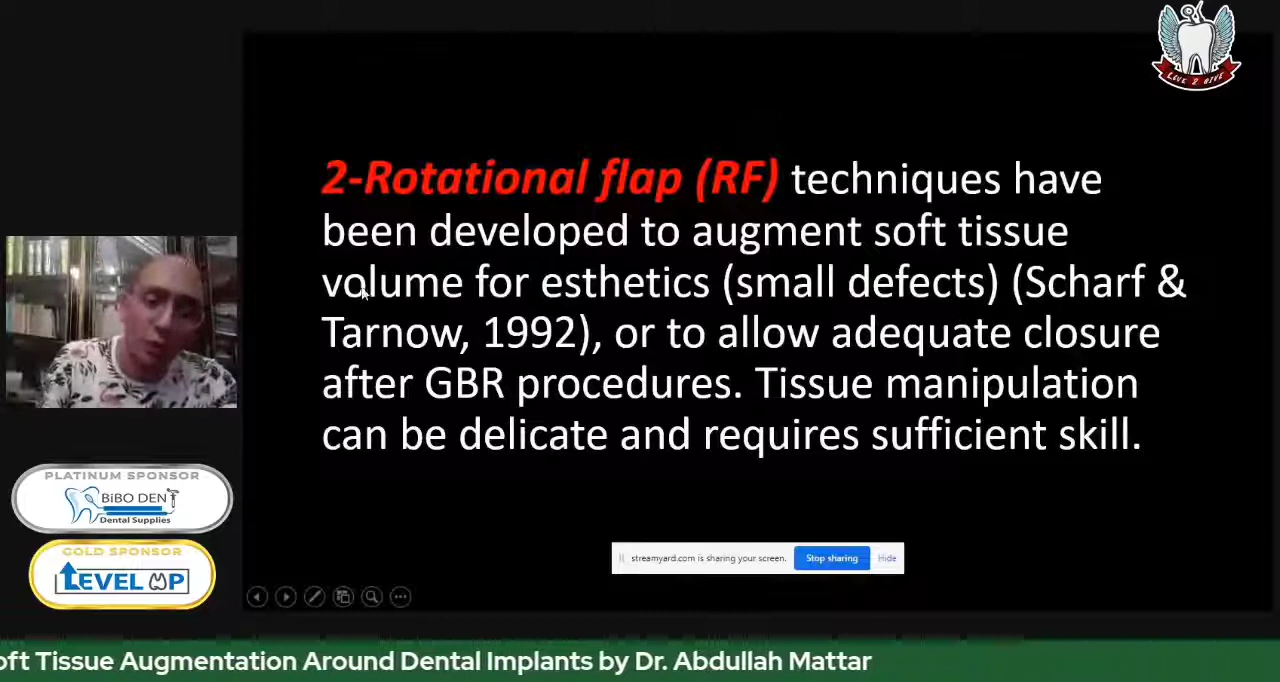 LIVE 2 GIVE
2-Rotational flap (RF) techniques have
been developed to augment soft tissue
volume for esthetics (small defects) (Scharf &
Tarnow, 1992), or to allow adequate closure
after GBR procedures. Tissue manipulation
can be delicate and requires sufficient skill.
PLATINUM SPONSOR
BiBO DENT
Dental Supplies
GOLD SPONSOR
LEVEL UP
streamyard.com is sharing your screen.
Stop sharing
Hide
oft Tissue Augmentation Around Dental Implants by Dr. Abdullah Mattar